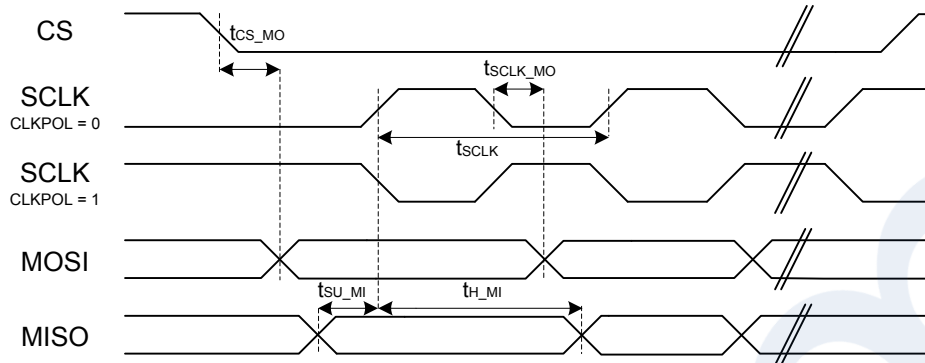 CS
tCS_MO
SCLK
CLKPOL = 0
tSCLK_MO
tSCLK
SCLK
CLKPOL = 1
MOSI
tSU_MI
tH_MI
MISO